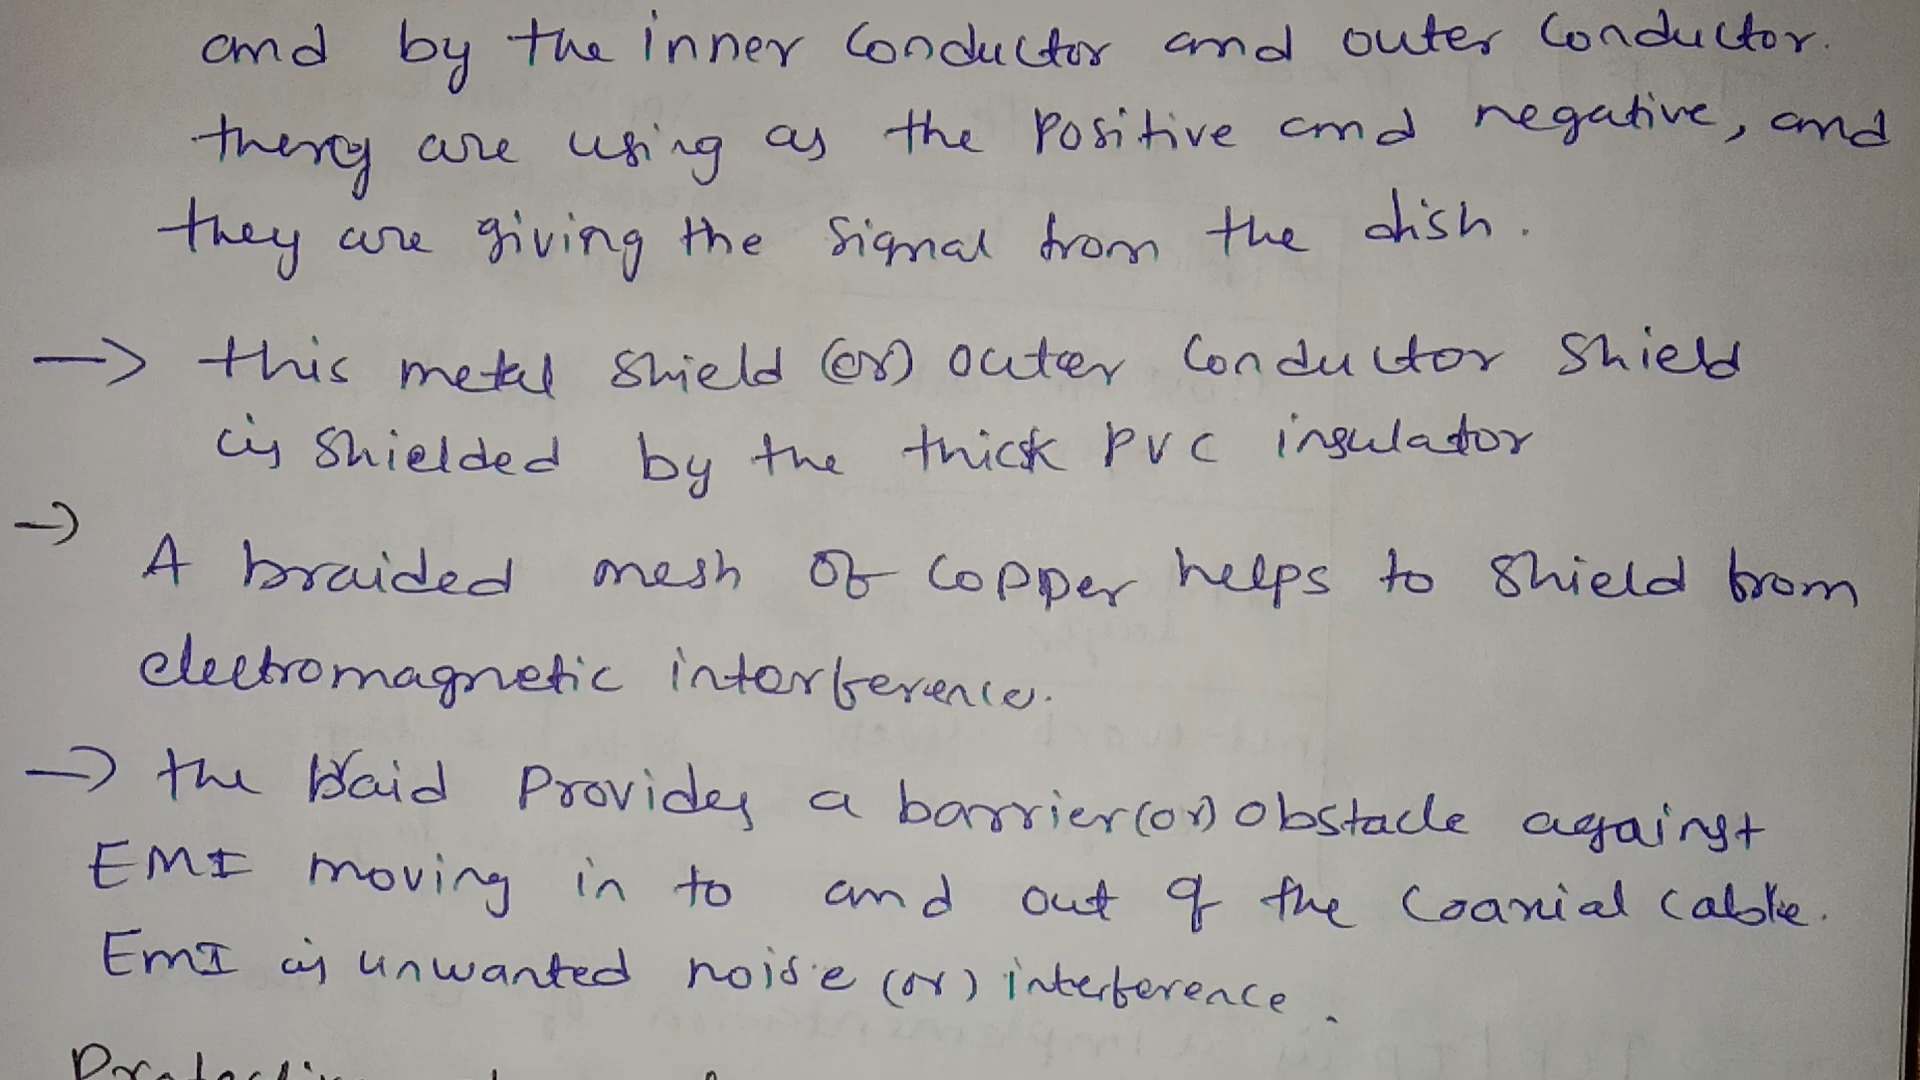 and by the inner conductor and outer conductor.
they are using as the positive and negative, and
they are giving the signal from the dish.
→ this metal shield (or) outer conductor shield
is shielded by the thick PVC insulator
→
A braided mesh of copper helps to shield from
electromagnetic interference.
→ the braid provides a barrier (or) obstacle against
EMI moving in to and out of the coaxial cable.
EMI is unwanted noise (or) interference.